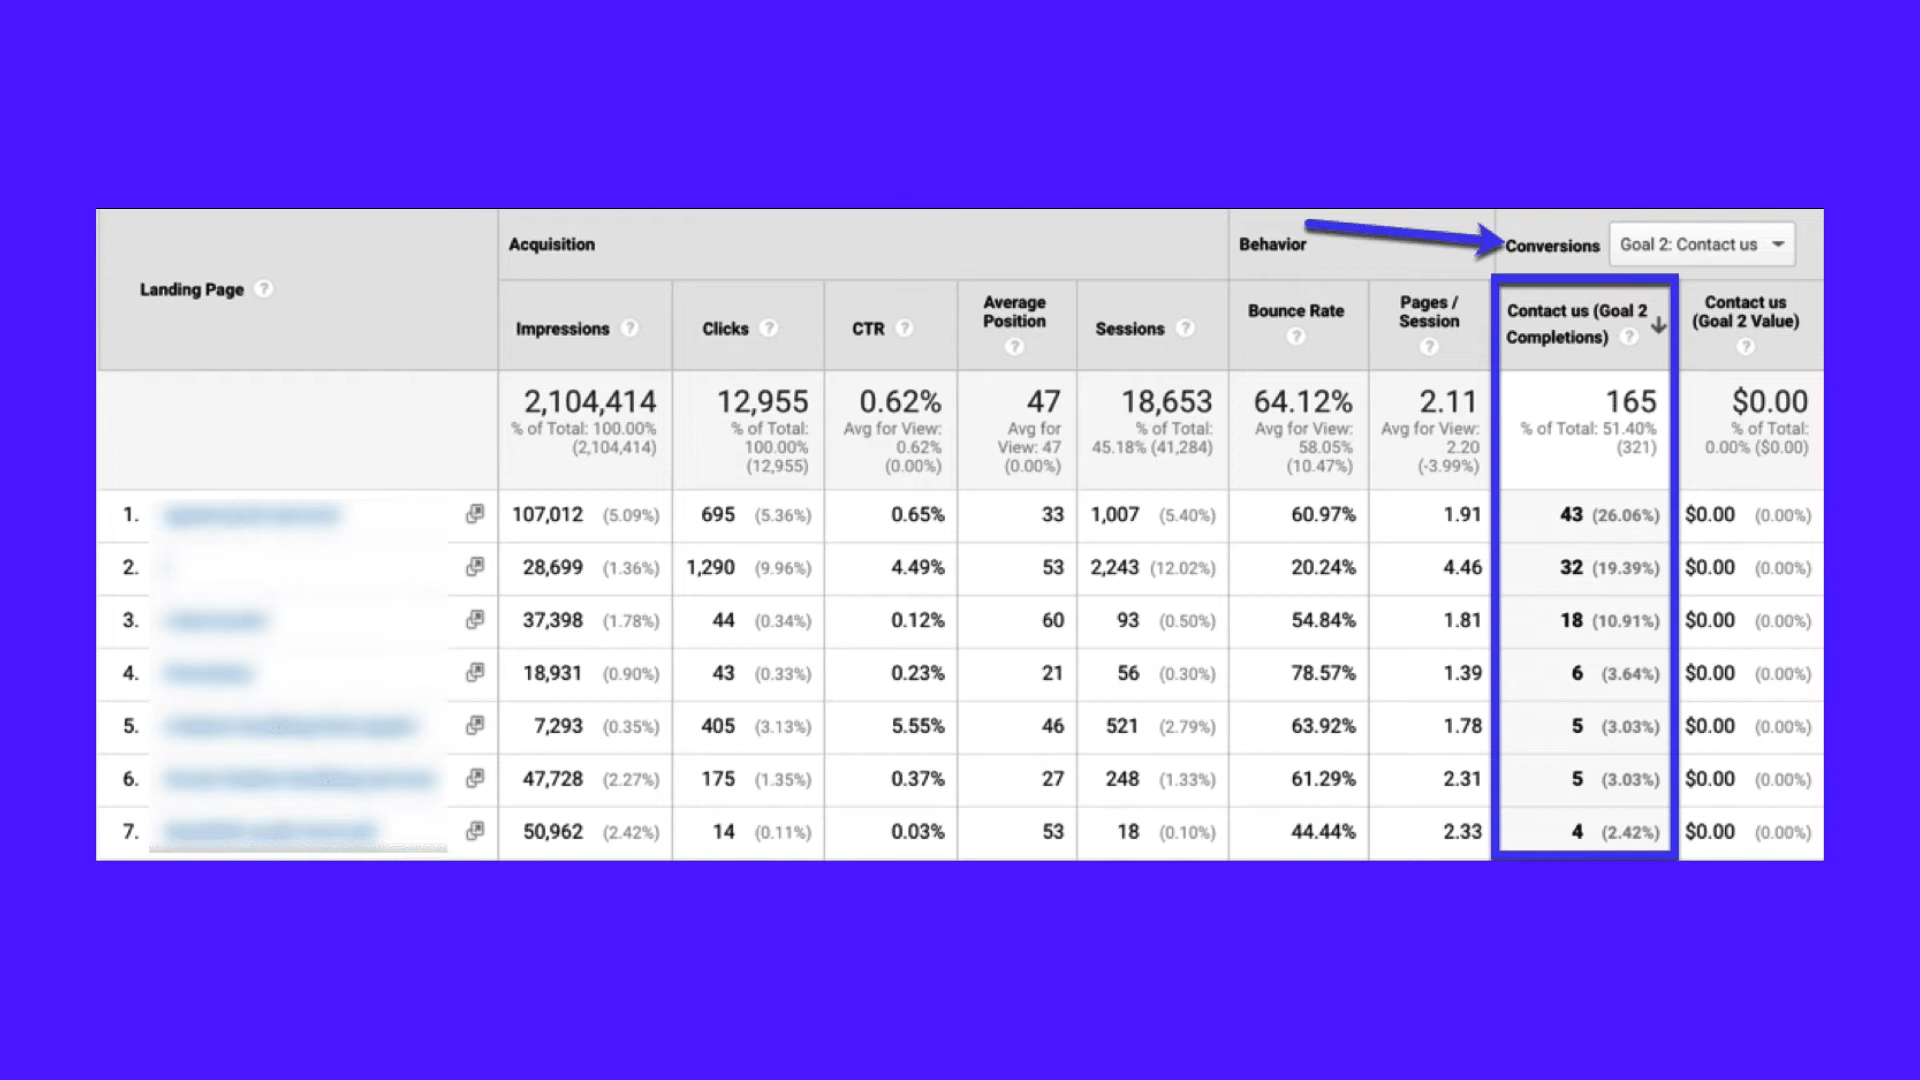 Acquisition
Behavior
Conversions Goal 2: Contact us
Landing Page ?
Impressions ?
Clicks ?
CTR ?
Average
Position
?
Sessions ?
Bounce Rate
?
Pages /
Session
?
Contact us (Goal 2
Completions) ?
Contact us
(Goal 2 Value)
?
2,104,414
% of Total: 100.00%
(2,104,414)
12,955
% of Total:
100.00%
(12,955)
0.62%
Avg for View:
0.62%
(0.00%)
47
Avg for
View: 47
(0.00%)
18,653
% of Total:
45.18% (41,284)
64.12%
Avg for View:
58.05%
(10.47%)
2.11
Avg for View:
2.20
(-3.99%)
165
% of Total: 51.40%
(321)
$0.00
% of Total:
0.00% ($0.00)
1. 107,012 (5.09%) 695 (5.36%) 0.65% 33 1,007 (5.40%) 60.97% 1.91 43 (26.06%) $0.00 (0.00%)
2. 28,699 (1.36%) 1,290 (9.96%) 4.49% 53 2,243 (12.02%) 20.24% 4.46 32 (19.39%) $0.00 (0.00%)
3. 37,398 (1.78%) 44 (0.34%) 0.12% 60 93 (0.50%) 54.84% 1.81 18 (10.91%) $0.00 (0.00%)
4. 18,931 (0.90%) 43 (0.33%) 0.23% 21 56 (0.30%) 78.57% 1.39 6 (3.64%) $0.00 (0.00%)
5. 7,293 (0.35%) 405 (3.13%) 5.55% 46 521 (2.79%) 63.92% 1.78 5 (3.03%) $0.00 (0.00%)
6. 47,728 (2.27%) 175 (1.35%) 0.37% 27 248 (1.33%) 61.29% 2.31 5 (3.03%) $0.00 (0.00%)
7. 50,962 (2.42%) 14 (0.11%) 0.03% 53 18 (0.10%) 44.44% 2.33 4 (2.42%) $0.00 (0.00%)